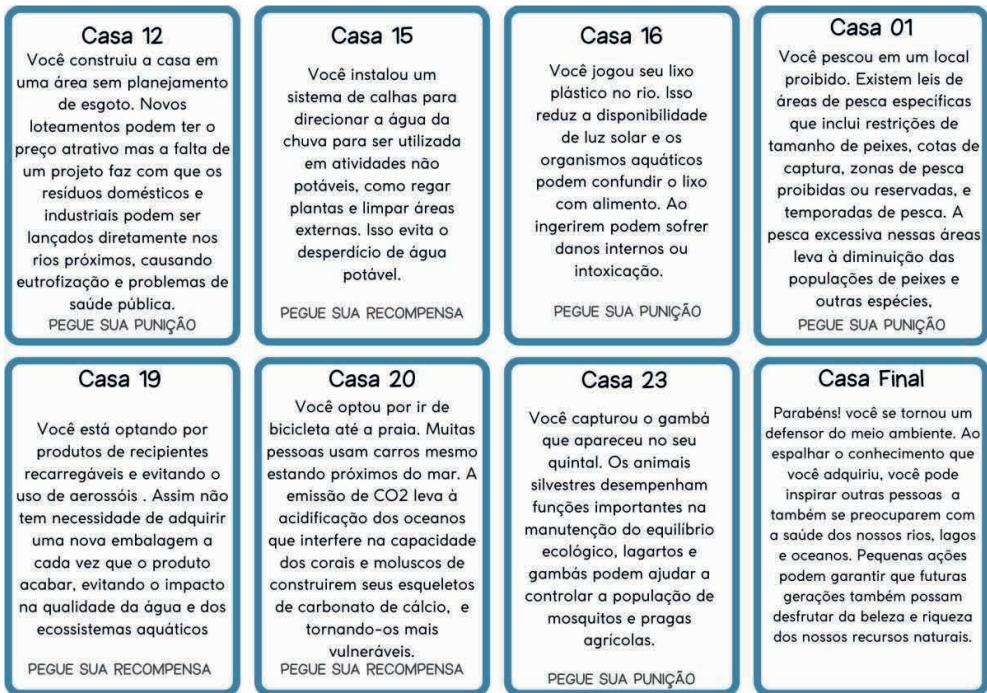 Casa 12
Você construiu a casa em
uma área sem planejamento
de esgoto. Novos
loteamentos podem ter o
preço atrativo mas a falta de
um projeto faz com que os
resíduos domésticos e
industriais podem ser
lançados diretamente nos
rios próximos, causando
eutrofização e problemas de
saúde pública.
PEGUE SUA PUNIÇÃO
Casa 15
Você instalou um
sistema de calhas para
direcionar a água da
chuva para ser utilizada
em atividades não
potáveis, como regar
plantas e limpar áreas
externas. Isso evita o
desperdício de água
potável.
PEGUE SUA RECOMPENSA
Casa 16
Você jogou seu lixo
plástico no rio. Isso
reduz a disponibilidade
de luz solar e os
organismos aquáticos
podem confundir o lixo
com alimento. Ao
ingerirem podem sofrer
danos internos ou
intoxicação.
PEGUE SUA PUNIÇÃO
Casa 01
Você pescou em um local
proibido. Existem leis de
áreas de pesca específicas
que inclui restrições de
tamanho de peixes, cotas de
captura, zonas de pesca
proibidas ou reservadas, e
temporadas de pesca. A
pesca excessiva nessas áreas
leva à diminuição das
populações de peixes e
outras espécies,
PEGUE SUA PUNIÇÃO
Casa 19
Você está optando por
produtos de recipientes
recarregáveis e evitando o
uso de aerossóis . Assim não
tem necessidade de adquirir
uma nova embalagem a
cada vez que o produto
acabar, evitando o impacto
na qualidade da água e dos
ecossistemas aquáticos
PEGUE SUA RECOMPENSA
Casa 20
Você optou por ir de
bicicleta até a praia. Muitas
pessoas usam carros mesmo
estando próximos do mar. A
emissão de CO2 leva à
acidificação dos oceanos
que interfere na capacidade
dos corais e moluscos de
construirem seus esqueletos
de carbonato de cálcio, e
tornando-os mais
vulneráveis.
PEGUE SUA RECOMPENSA
Casa 23
Você capturou o gambá
que apareceu no seu
quintal. Os animais
silvestres desempenham
funções importantes na
manutenção do equilíbrio
ecológico, lagartos e
gambás podem ajudar a
controlar a população de
mosquitos e pragas
agrícolas.
PEGUE SUA PUNIÇÃO
Casa Final
Parabéns! você se tornou um
defensor do meio ambiente. Ao
espalhar o conhecimento que
você adquiriu, você pode
inspirar outras pessoas a
também se preocuparem com
a saúde dos nossos rios, lagos
e oceanos. Pequenas ações
podem garantir que futuras
gerações também possam
desfrutar da beleza e riqueza
dos nossos recursos naturais.